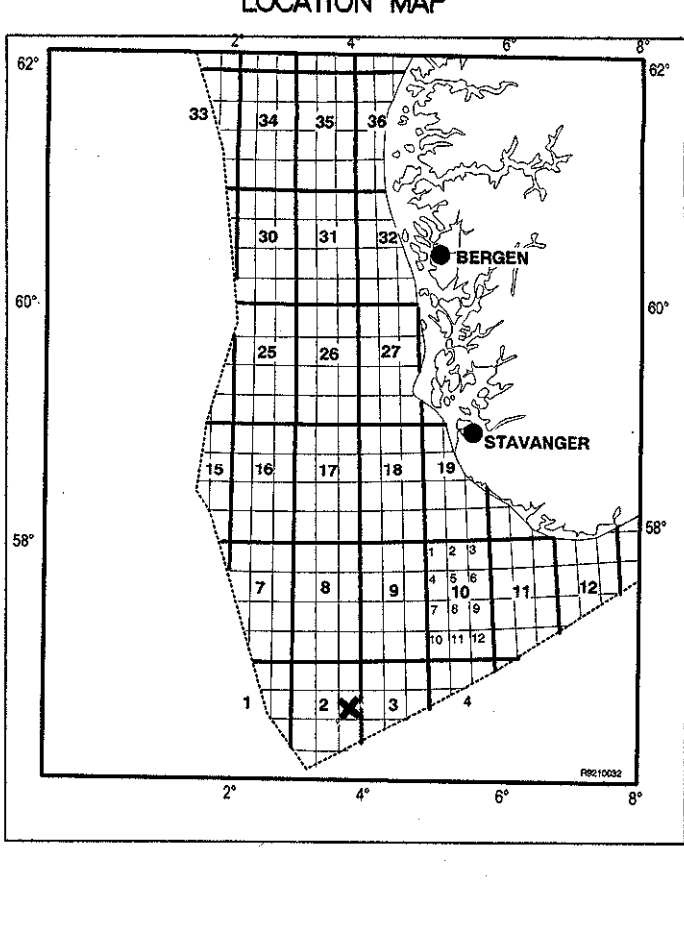 LOCATION MAP
2° 4° 6° 8°
62° 62°
33 34 35 36
30 31 32
BERGEN
60° 60°
25 26 27
STAVANGER
15 16 17 18 19
58° 58°
1 2 3
7 8 9 4 5 6 10 11 12
7 8 9
10 11 12
1 2 X 3 4
R9210032
2° 4° 6° 8°